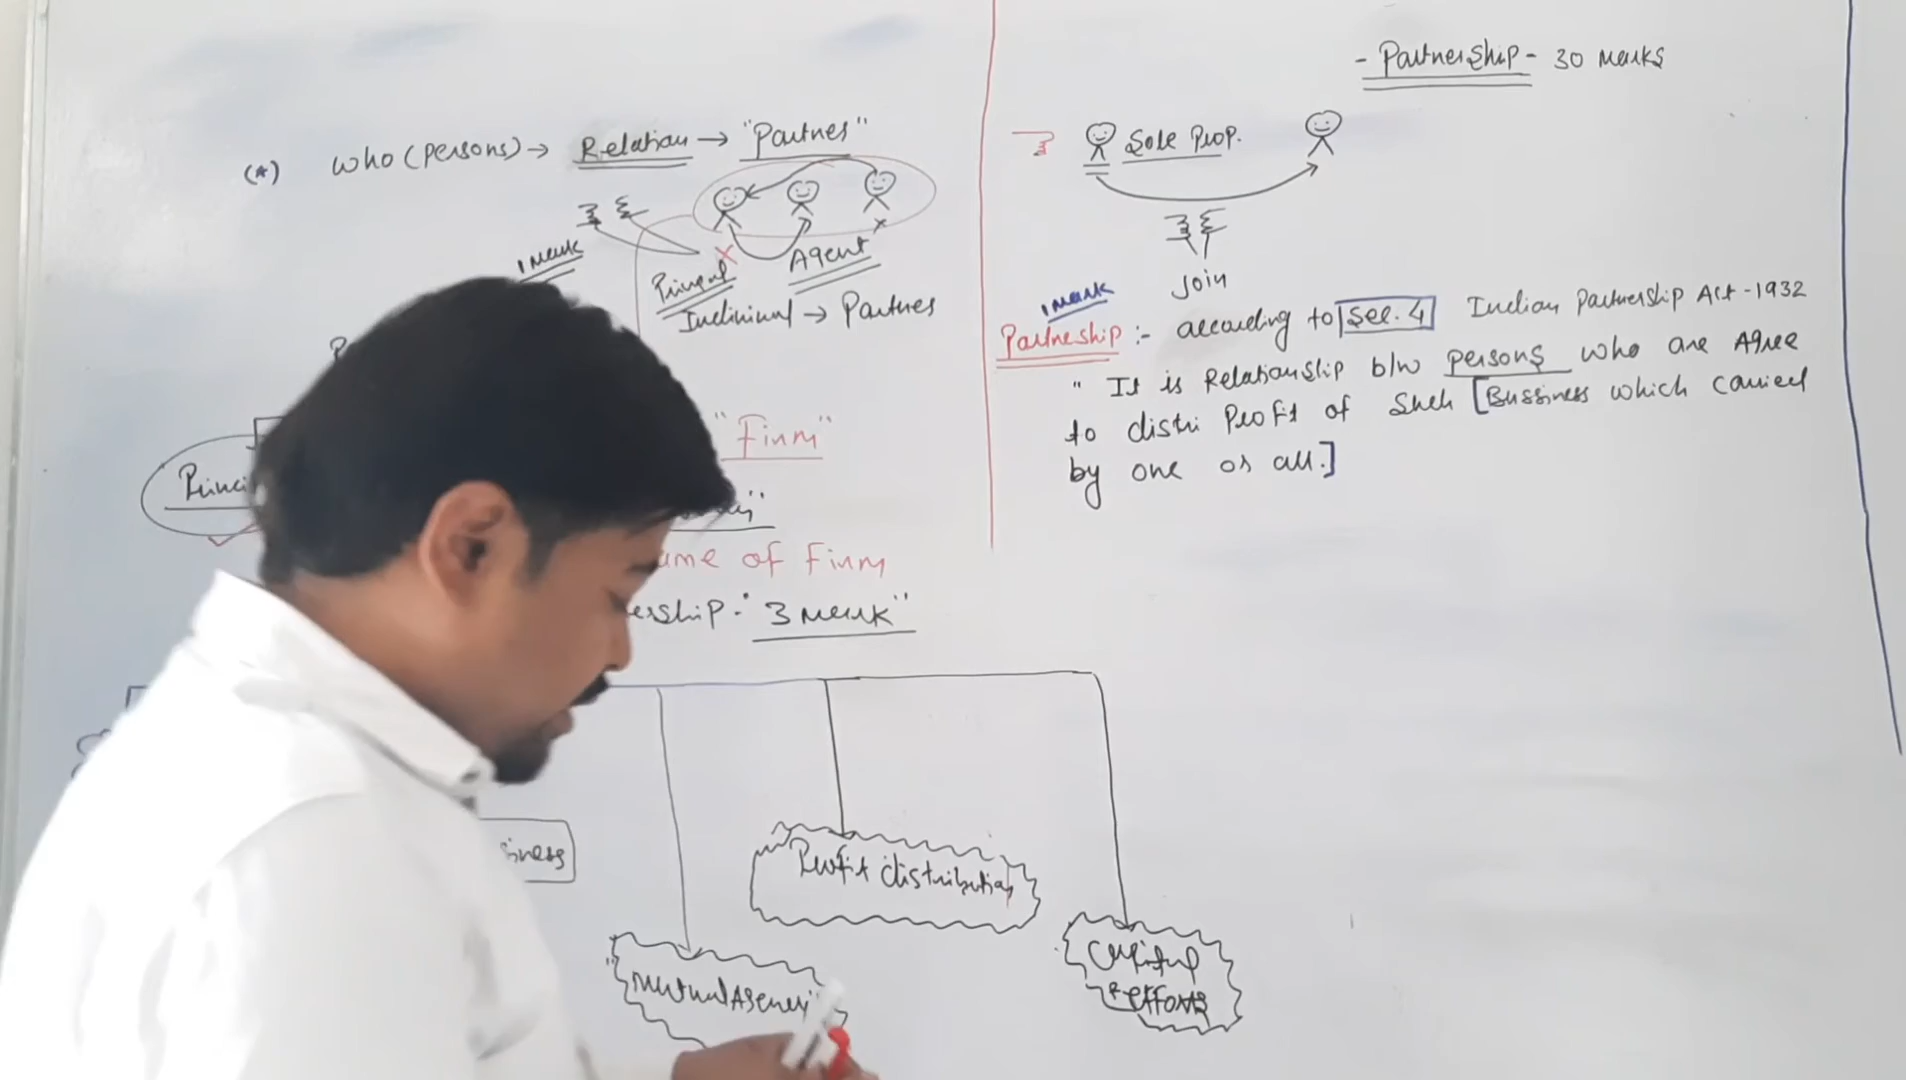 - Partnership - 30 Marks
(A) Who (Persons) → Relation → "Partner"
1 Mark
Principal
Agent
Individual → Partner
"Firm"
Princi
ame of Firm
ership - "3 Mark"
siness
Profit distribution
"Mutual Agency"
Capital & efforts
Sole Prop.
Join
1 Mark
Partneship :- according to Sec. 4 Indian Partnership Act - 1932
" It is Relationship b/w Persons Who are Agree
to distri Profit of Such [Bussiness which carried
by one or all.]